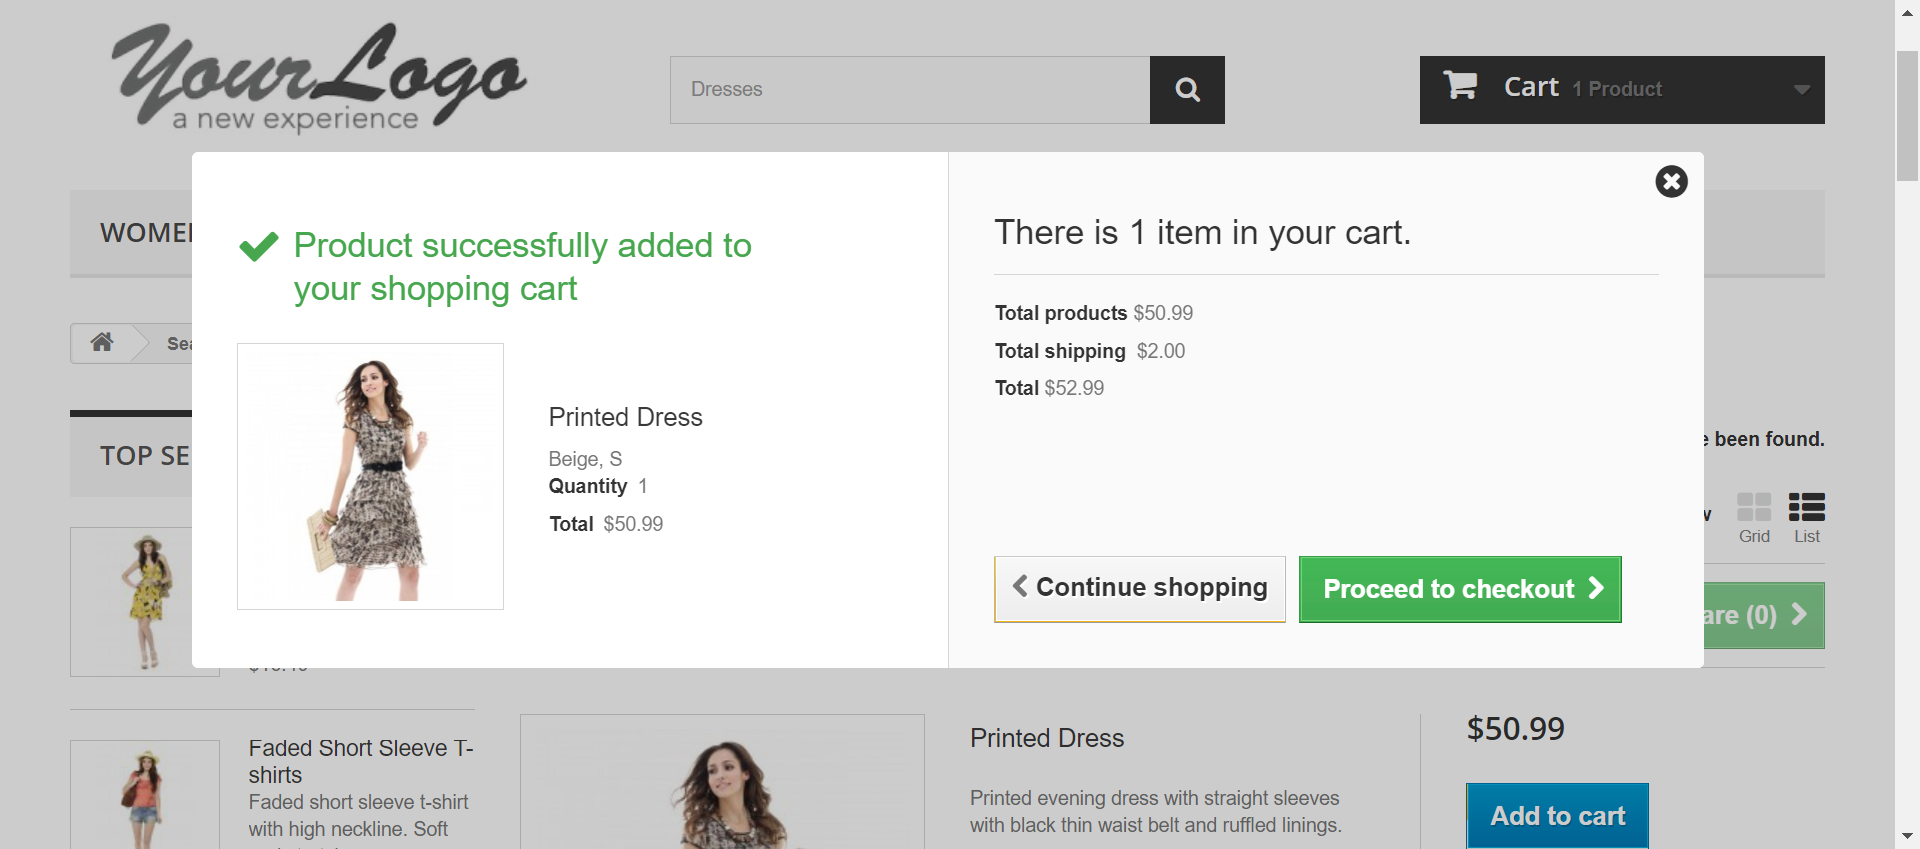 YourLogo
a new experience
Dresses
Cart 1 Product
WOMEN
Product successfully added to
your shopping cart
Printed Dress
Beige, S
Quantity 1
Total $50.99
There is 1 item in your cart.
Total products $50.99
Total shipping $2.00
Total $52.99
Continue shopping
Proceed to checkout
been found.
Grid
List
(0)
TOP
Faded Short Sleeve T-
shirts
Faded short sleeve t-shirt
with high neckline. Soft
Printed Dress
Printed evening dress with straight sleeves
with black thin waist belt and ruffled linings.
$50.99
Add to cart